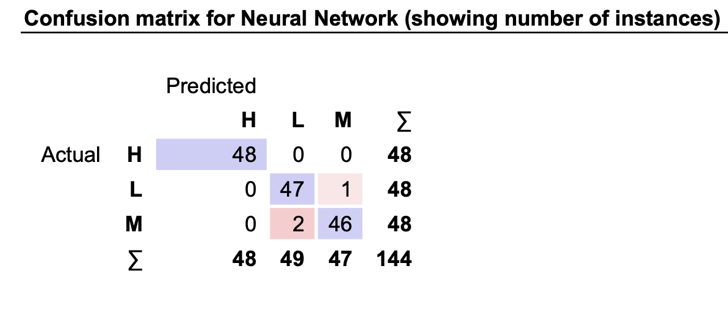 Confusion matrix for Neural Network (showing number of instances)
Predicted
H L M Σ
Actual H 48 0 0 48
L 0 47 1 48
M 0 2 46 48
Σ 48 49 47 144